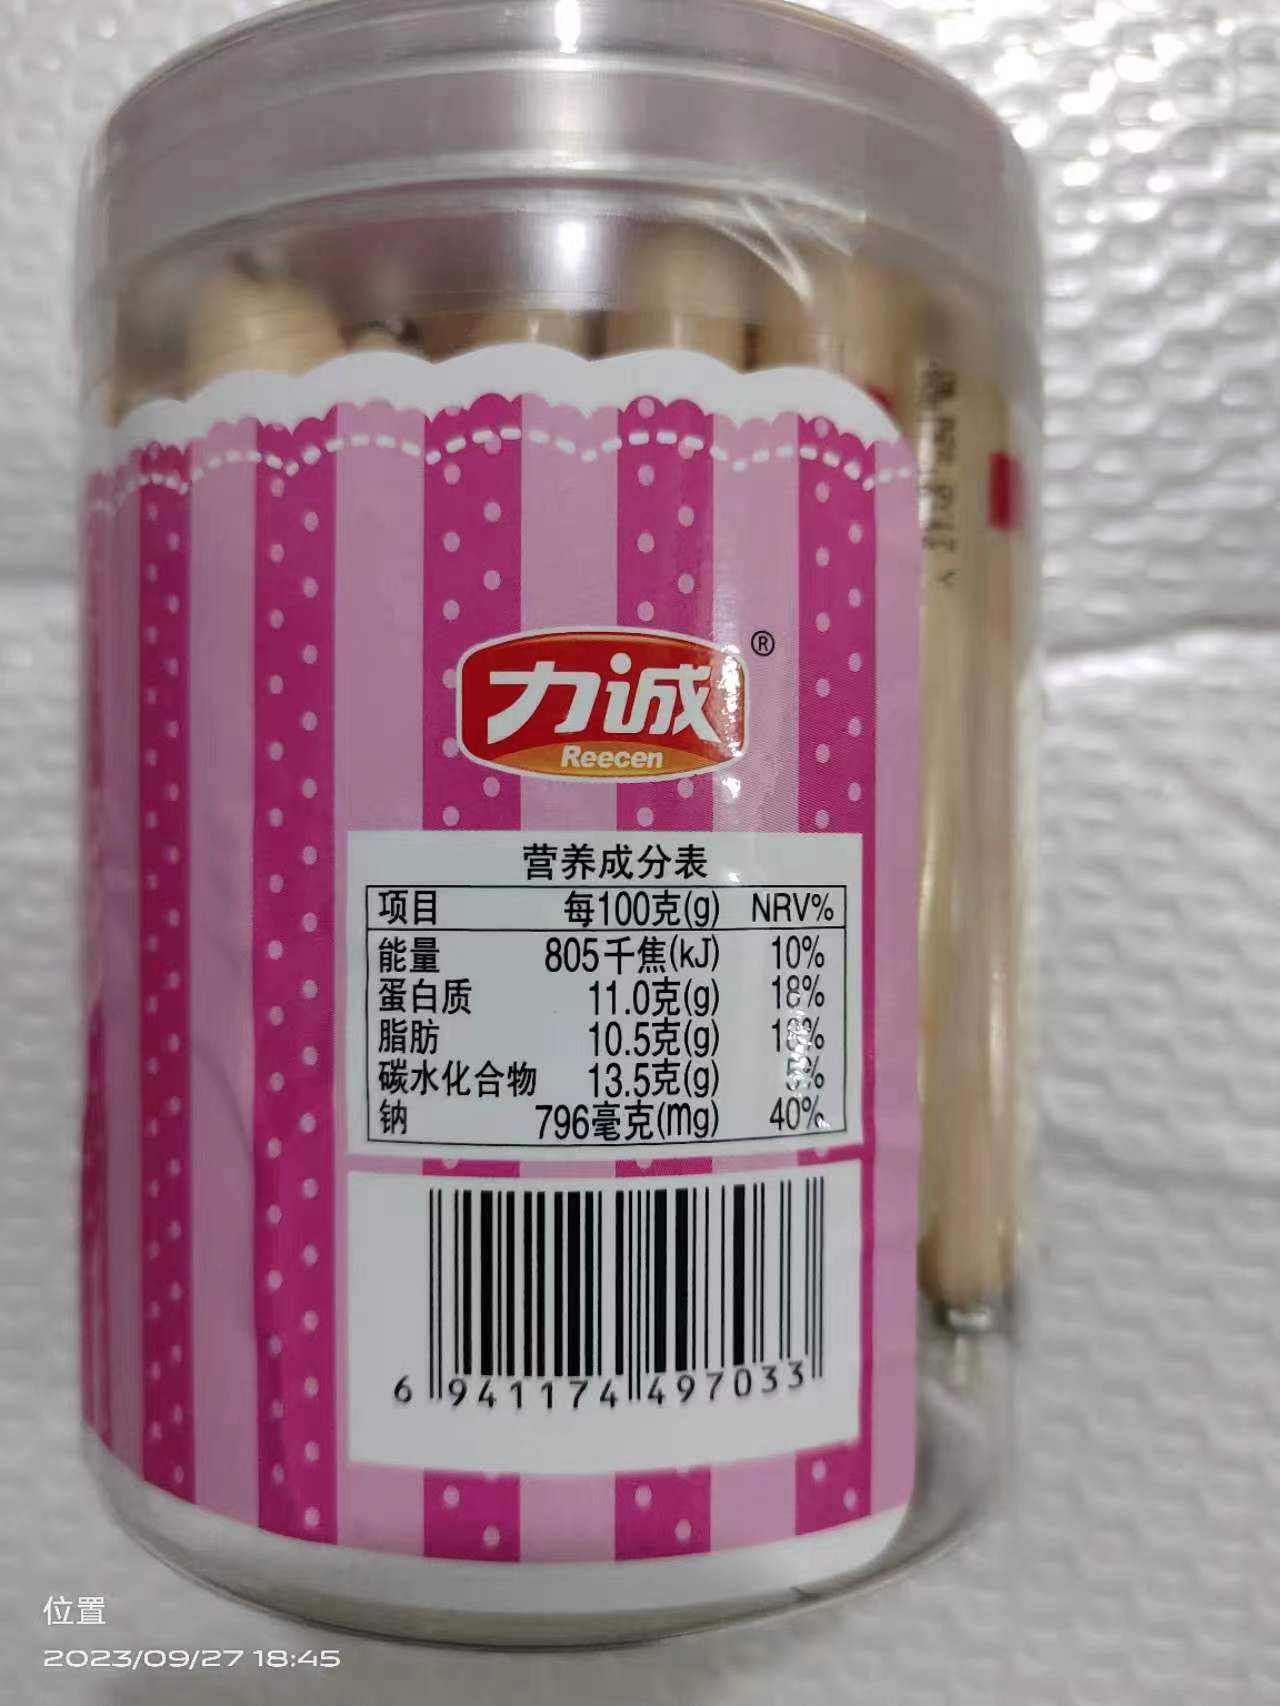 力诚®
Reecen
营养成分表
项目 每100克(g) NRV%
能量 805千焦(kJ) 10%
蛋白质 11.0克(g) 18%
脂肪 10.5克(g)
碳水化合物 13.5克(g)
钠 796毫克(mg) 40%
6 941174 497033
位置
2023/09/27 18:45